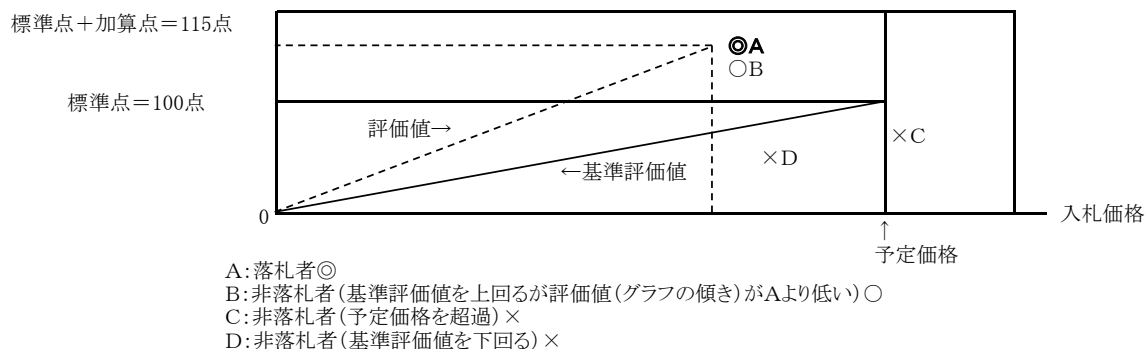 標準点＋加算点＝115点
◎A
○B
標準点＝100点
評価値→
×C
×D
←基準評価値
0
入札価格
↑
予定価格
A：落札者◎
B：非落札者（基準評価値を上回るが評価値（グラフの傾き）がAより低い）○
C：非落札者（予定価格を超過）×
D：非落札者（基準評価値を下回る）×